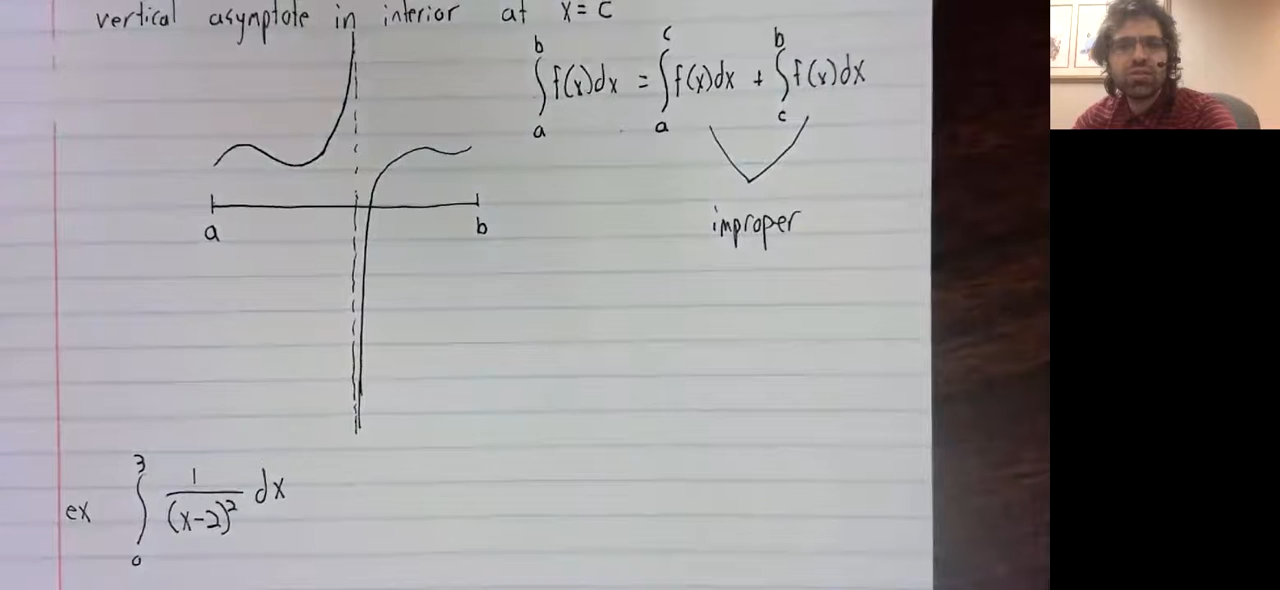 vertical asymptote in interior at x = c
∫_a^b f(x)dx = ∫_a^c f(x)dx + ∫_c^b f(x)dx
improper
a b
ex ∫_0^3 1/(x-2)^2 dx